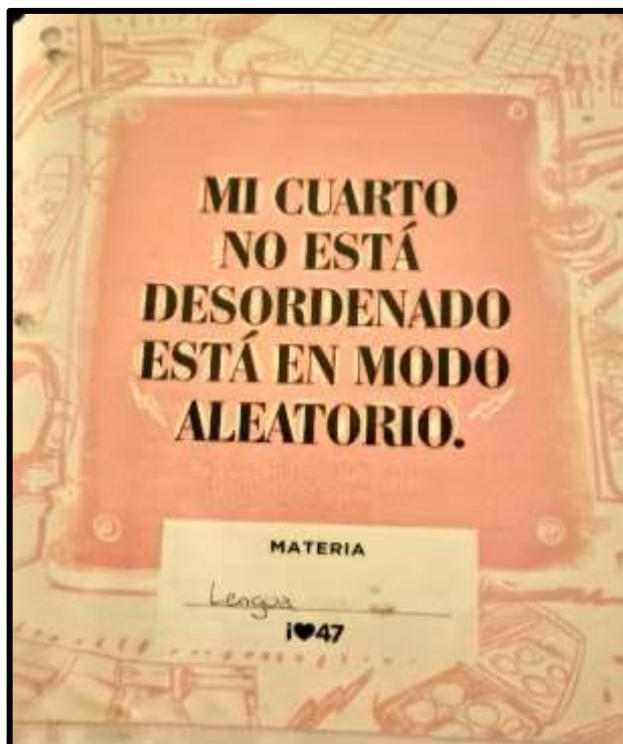 MI CUARTO
NO ESTÁ
DESORDENADO
ESTÁ EN MODO
ALEATORIO.
MATERIA
Lengua
i♥47